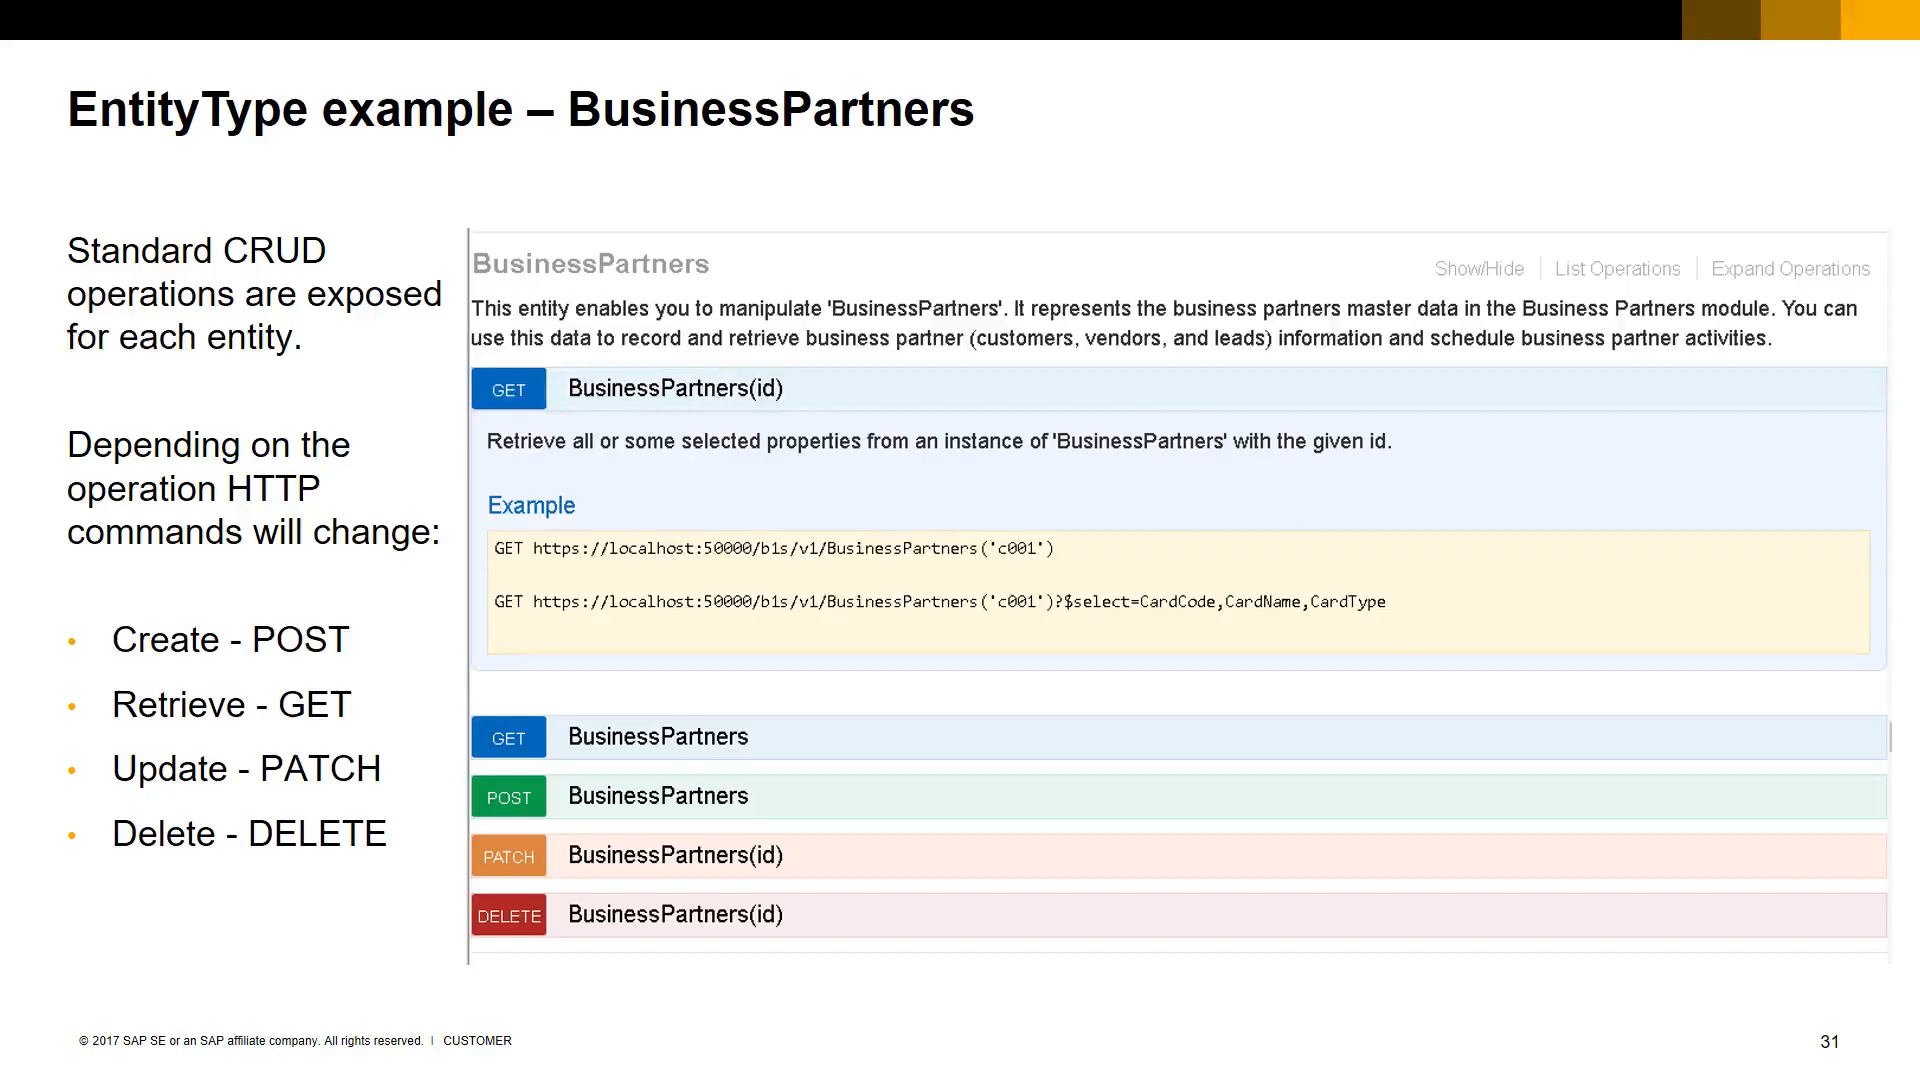 EntityType example – BusinessPartners
Standard CRUD
operations are exposed
for each entity.
Depending on the
operation HTTP
commands will change:
• Create - POST
• Retrieve - GET
• Update - PATCH
• Delete - DELETE
BusinessPartners
Show/Hide | List Operations | Expand Operations
This entity enables you to manipulate 'BusinessPartners'. It represents the business partners master data in the Business Partners module. You can
use this data to record and retrieve business partner (customers, vendors, and leads) information and schedule business partner activities.
GET BusinessPartners(id)
Retrieve all or some selected properties from an instance of 'BusinessPartners' with the given id.
Example
GET https://localhost:50000/b1s/v1/BusinessPartners('c001')
GET https://localhost:50000/b1s/v1/BusinessPartners('c001')?$select=CardCode,CardName,CardType
GET BusinessPartners
POST BusinessPartners
PATCH BusinessPartners(id)
DELETE BusinessPartners(id)
© 2017 SAP SE or an SAP affiliate company. All rights reserved. | CUSTOMER
31